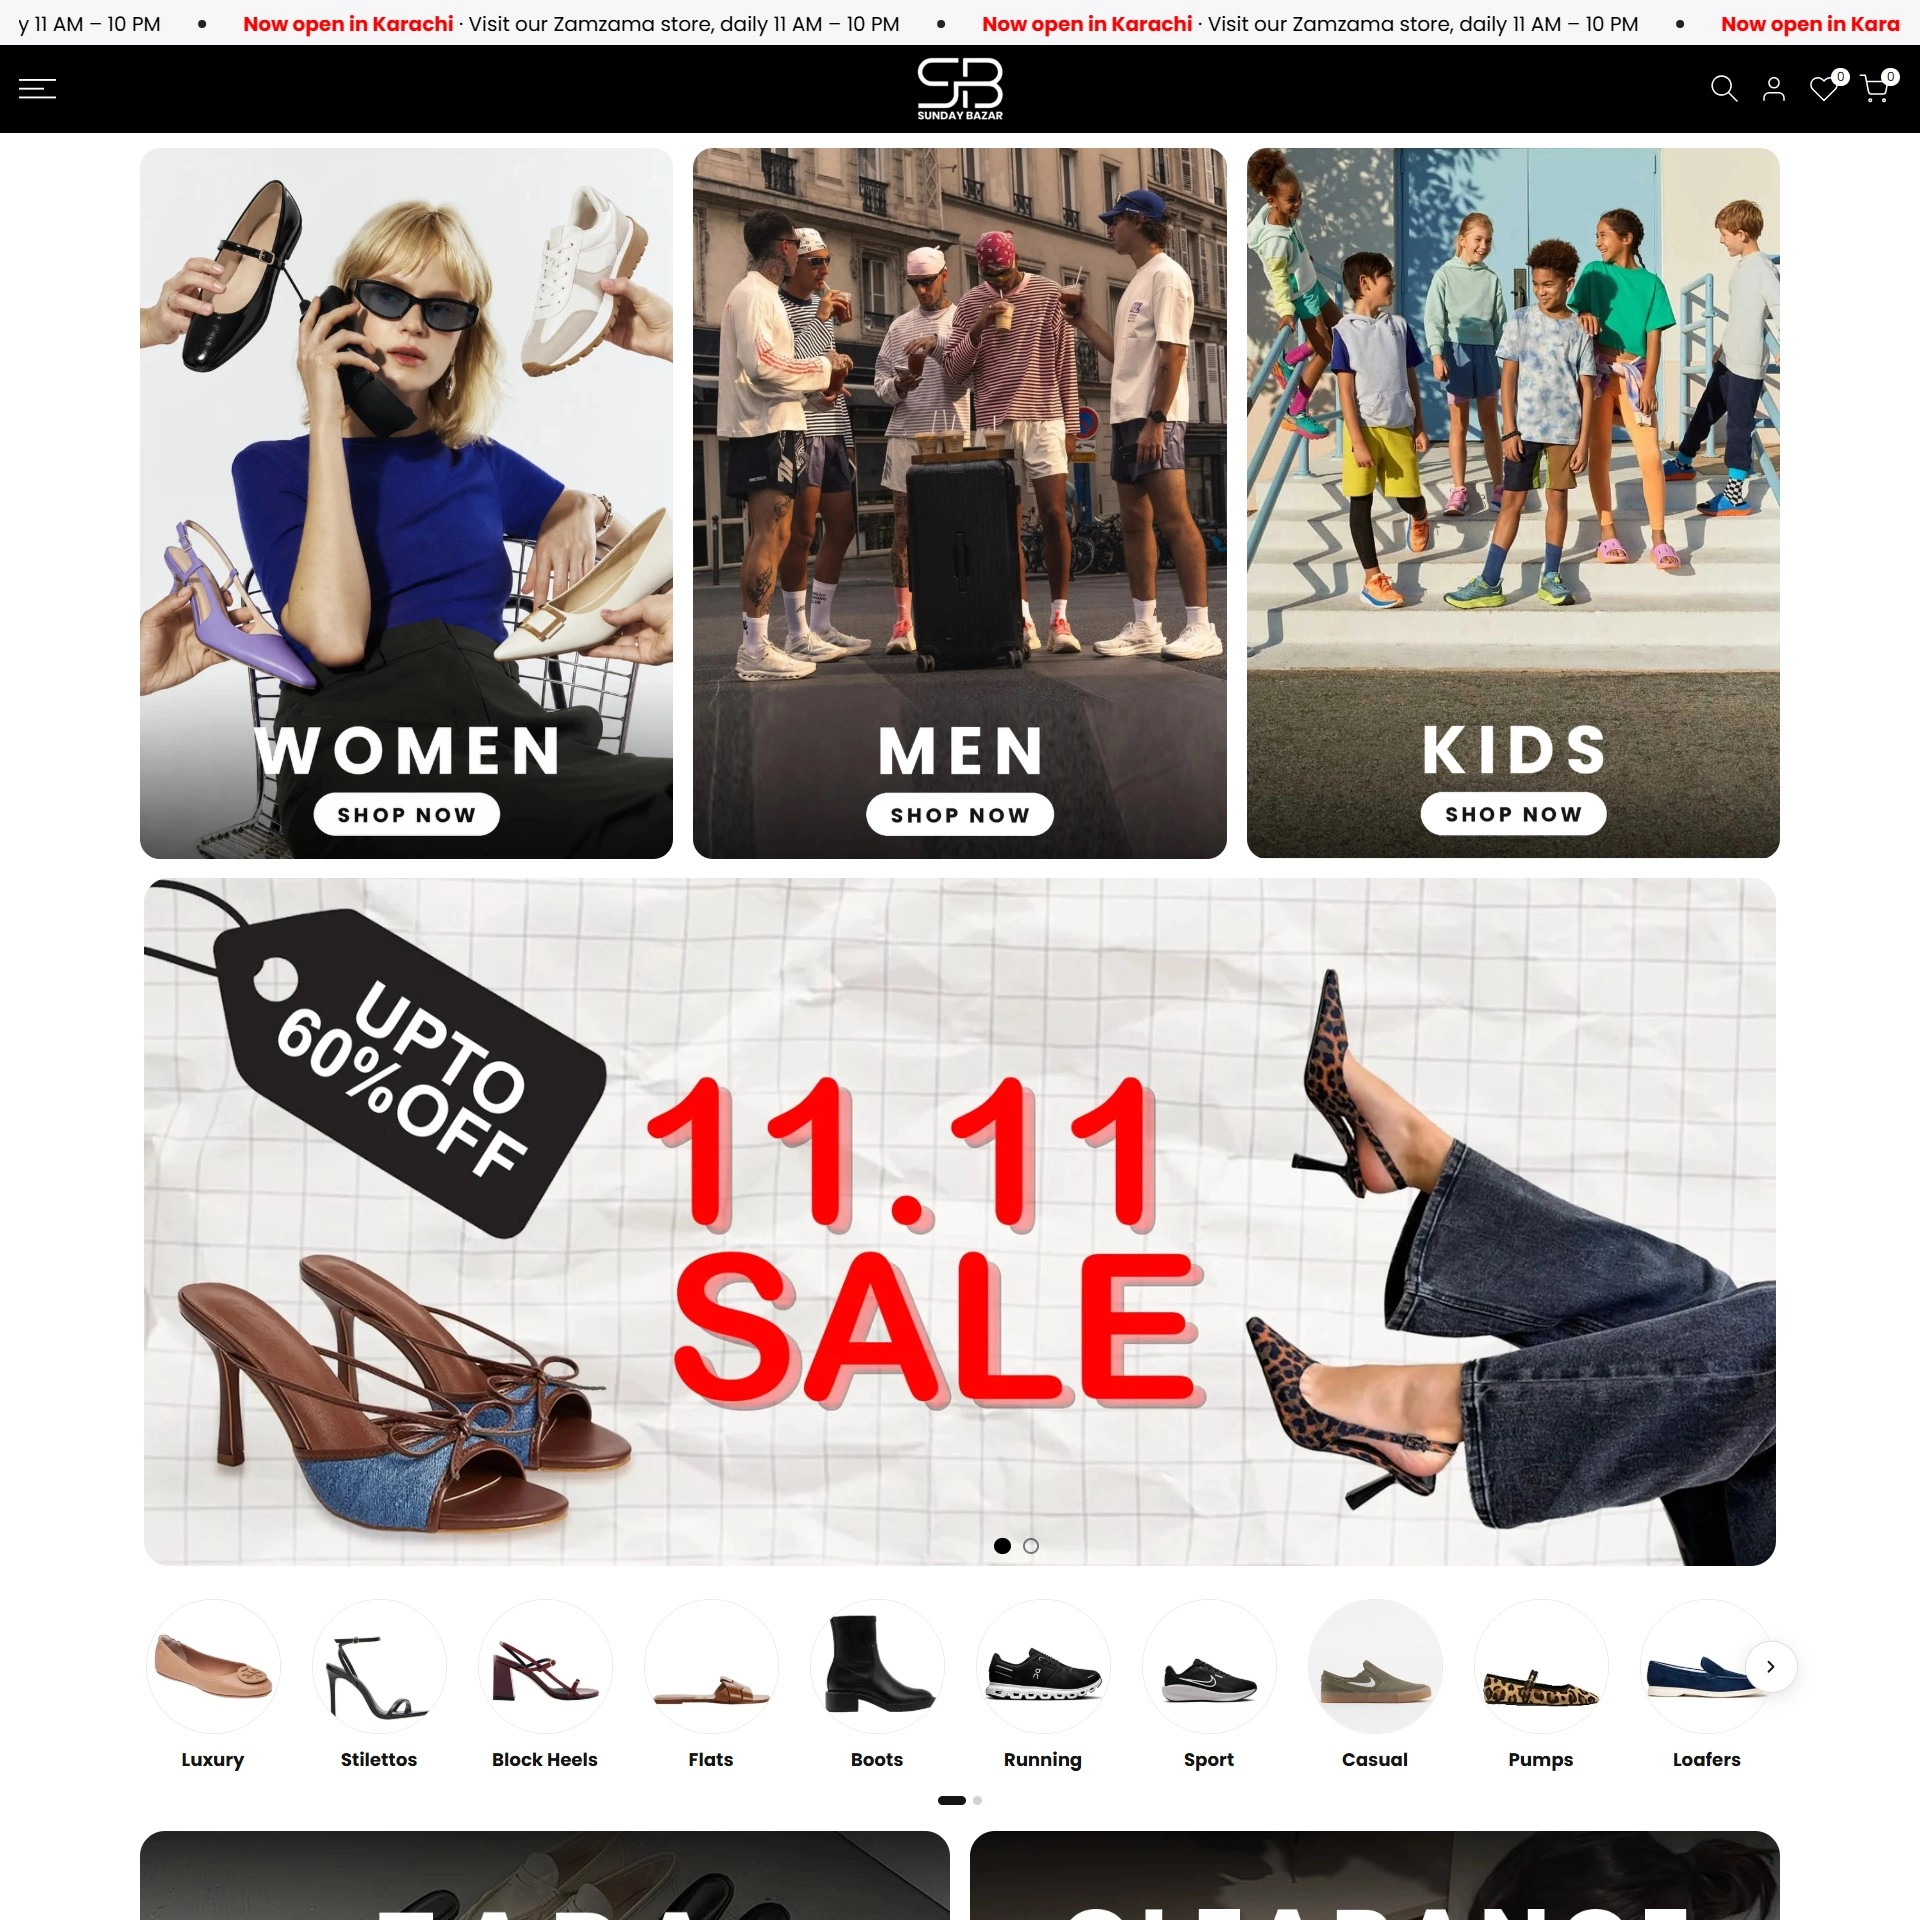 y 11 AM – 10 PM • Now open in Karachi · Visit our Zamzama store, daily 11 AM – 10 PM • Now open in Karachi · Visit our Zamzama store, daily 11 AM – 10 PM • Now open in Kara
SB
SUNDAY BAZAR
0
0
WOMEN
SHOP NOW
MEN
SHOP NOW
KIDS
SHOP NOW
UPTO
60%OFF
11.11
SALE
Luxury
Stilettos
Block Heels
Flats
Boots
Running
Sport
Casual
Pumps
Loafers